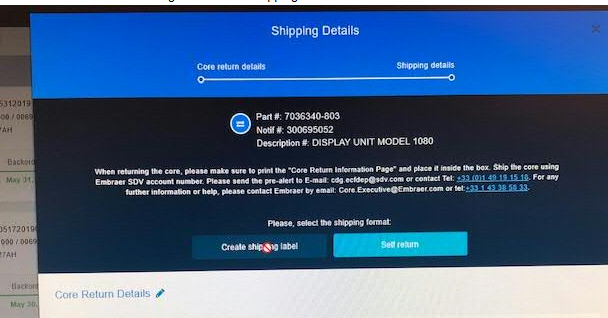 Shipping Details
Core return details
Shipping details
Part #: 7036340-803
Notif #: 300695052
Description #: DISPLAY UNIT MODEL 1080
When returning the core, please make sure to print the "Core Return Information Page" and place it inside the box. Ship the core using
Embraer SDV account number. Please send the pre-alert to E-mail: cdg.ecfdep@sdv.com or contact Tel: +33 (0)1 49 19 15 10. For any
further information or help, please contact Embraer by email: Core.Executive@Embraer.com or tel:+33 1 43 38 58 33.
Please, select the shipping format:
Create shipping label
Self return
Core Return Details
5312019
00 / 0069
7AH
Backord
May 31,
000 / 0069
7AH
Backord
May 30,